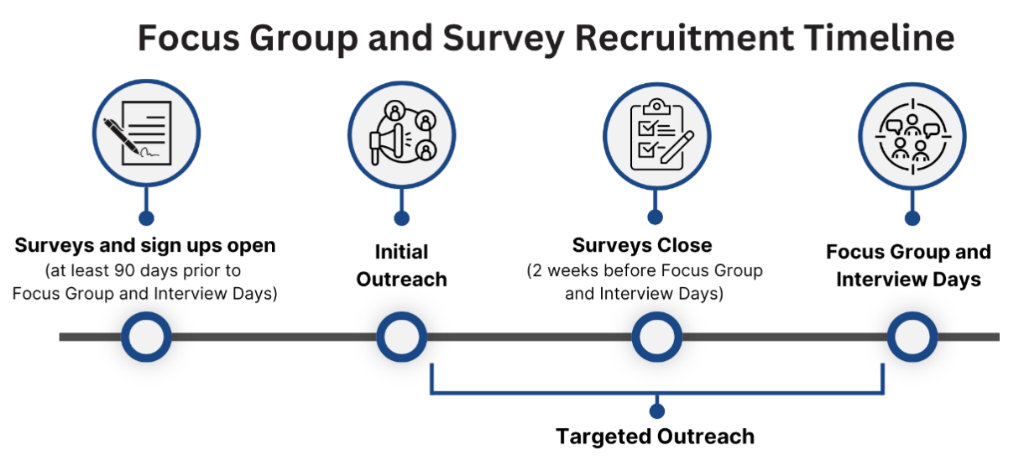 Focus Group and Survey Recruitment Timeline
Surveys and sign ups open
(at least 90 days prior to
Focus Group and Interview Days)
Initial
Outreach
Surveys Close
(2 weeks before Focus Group
and Interview Days)
Focus Group and
Interview Days
Targeted Outreach